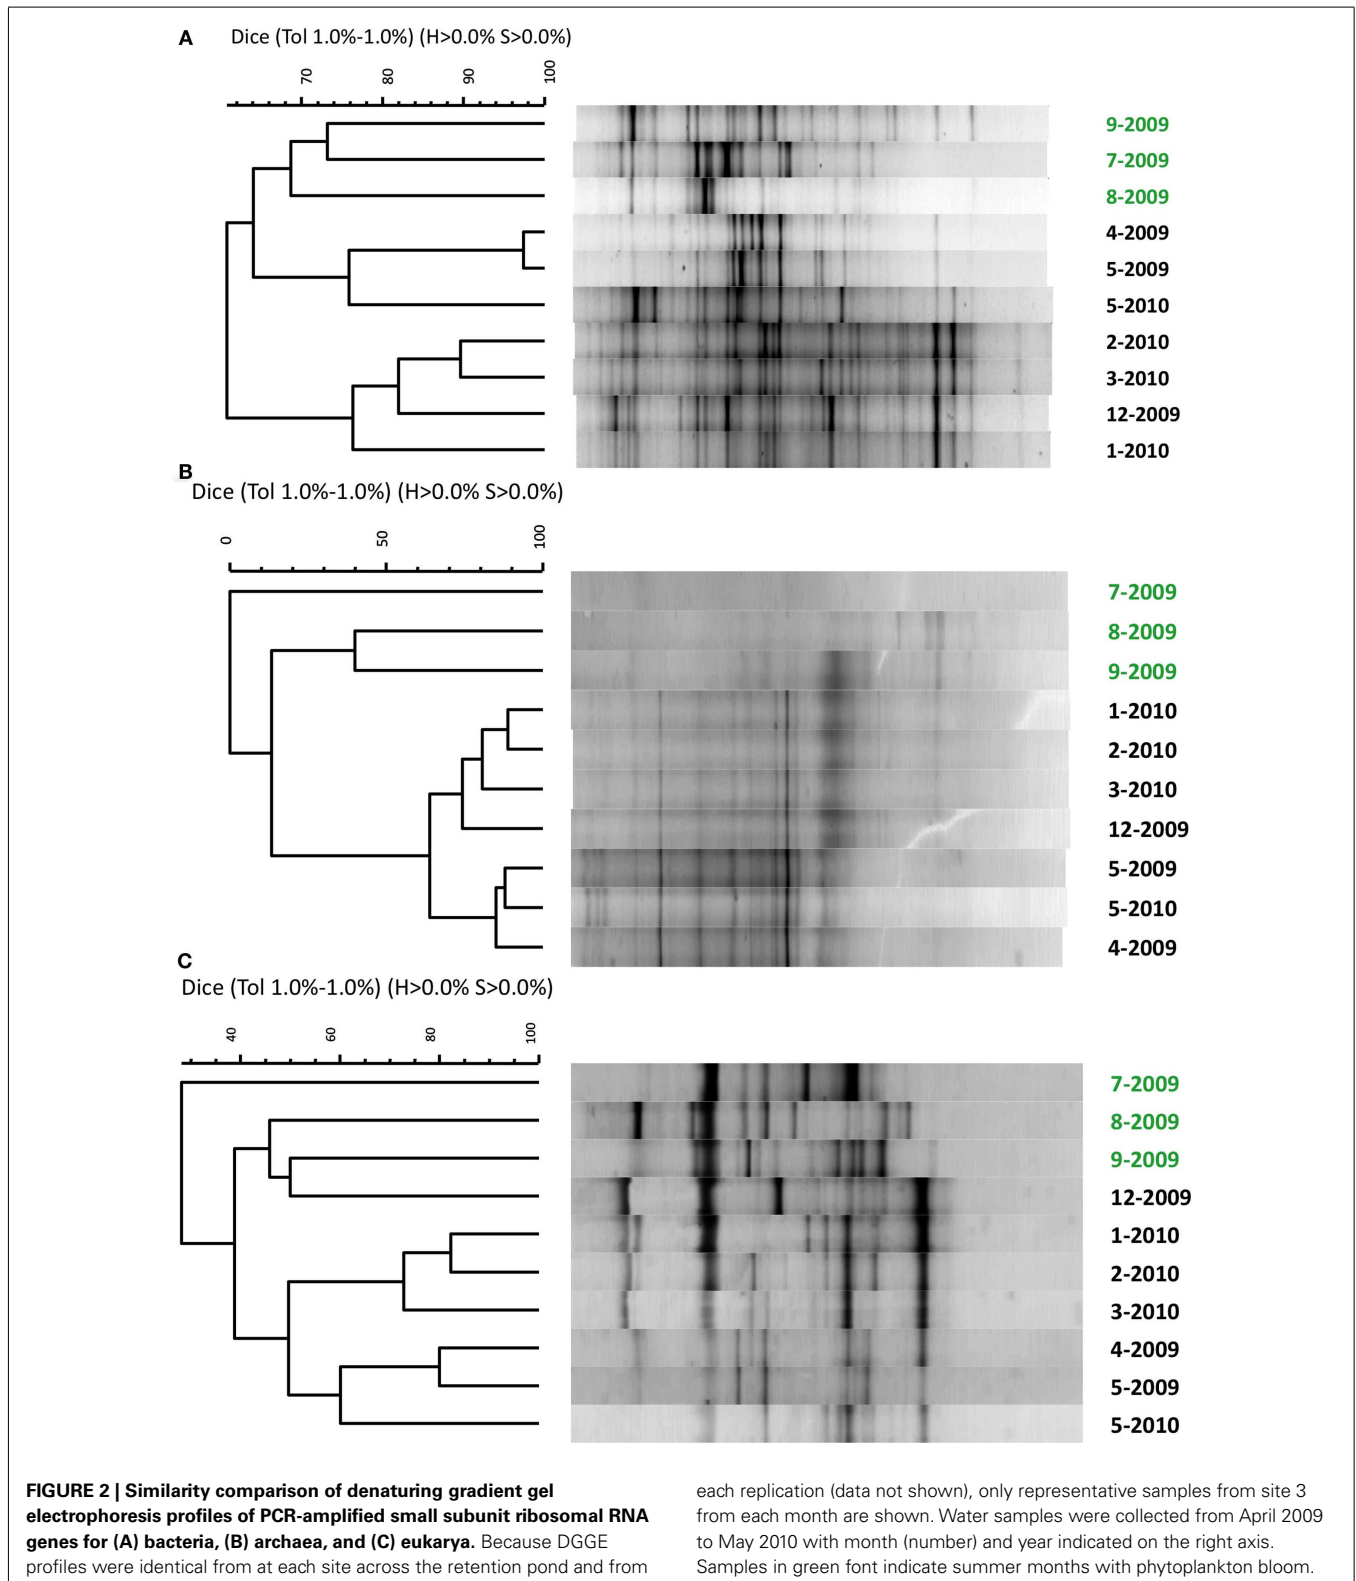 A
Dice (Tol 1.0%-1.0%) (H>0.0% S>0.0%)
70 80 90 100
9-2009
7-2009
8-2009
4-2009
5-2009
5-2010
2-2010
3-2010
12-2009
1-2010
B
Dice (Tol 1.0%-1.0%) (H>0.0% S>0.0%)
0 50 100
7-2009
8-2009
9-2009
1-2010
2-2010
3-2010
12-2009
5-2009
5-2010
4-2009
C
Dice (Tol 1.0%-1.0%) (H>0.0% S>0.0%)
40 60 80 100
7-2009
8-2009
9-2009
12-2009
1-2010
2-2010
3-2010
4-2009
5-2009
5-2010
FIGURE 2 | Similarity comparison of denaturing gradient gel
electrophoresis profiles of PCR-amplified small subunit ribosomal RNA
genes for (A) bacteria, (B) archaea, and (C) eukarya. Because DGGE
profiles were identical from at each site across the retention pond and from
each replication (data not shown), only representative samples from site 3
from each month are shown. Water samples were collected from April 2009
to May 2010 with month (number) and year indicated on the right axis.
Samples in green font indicate summer months with phytoplankton bloom.